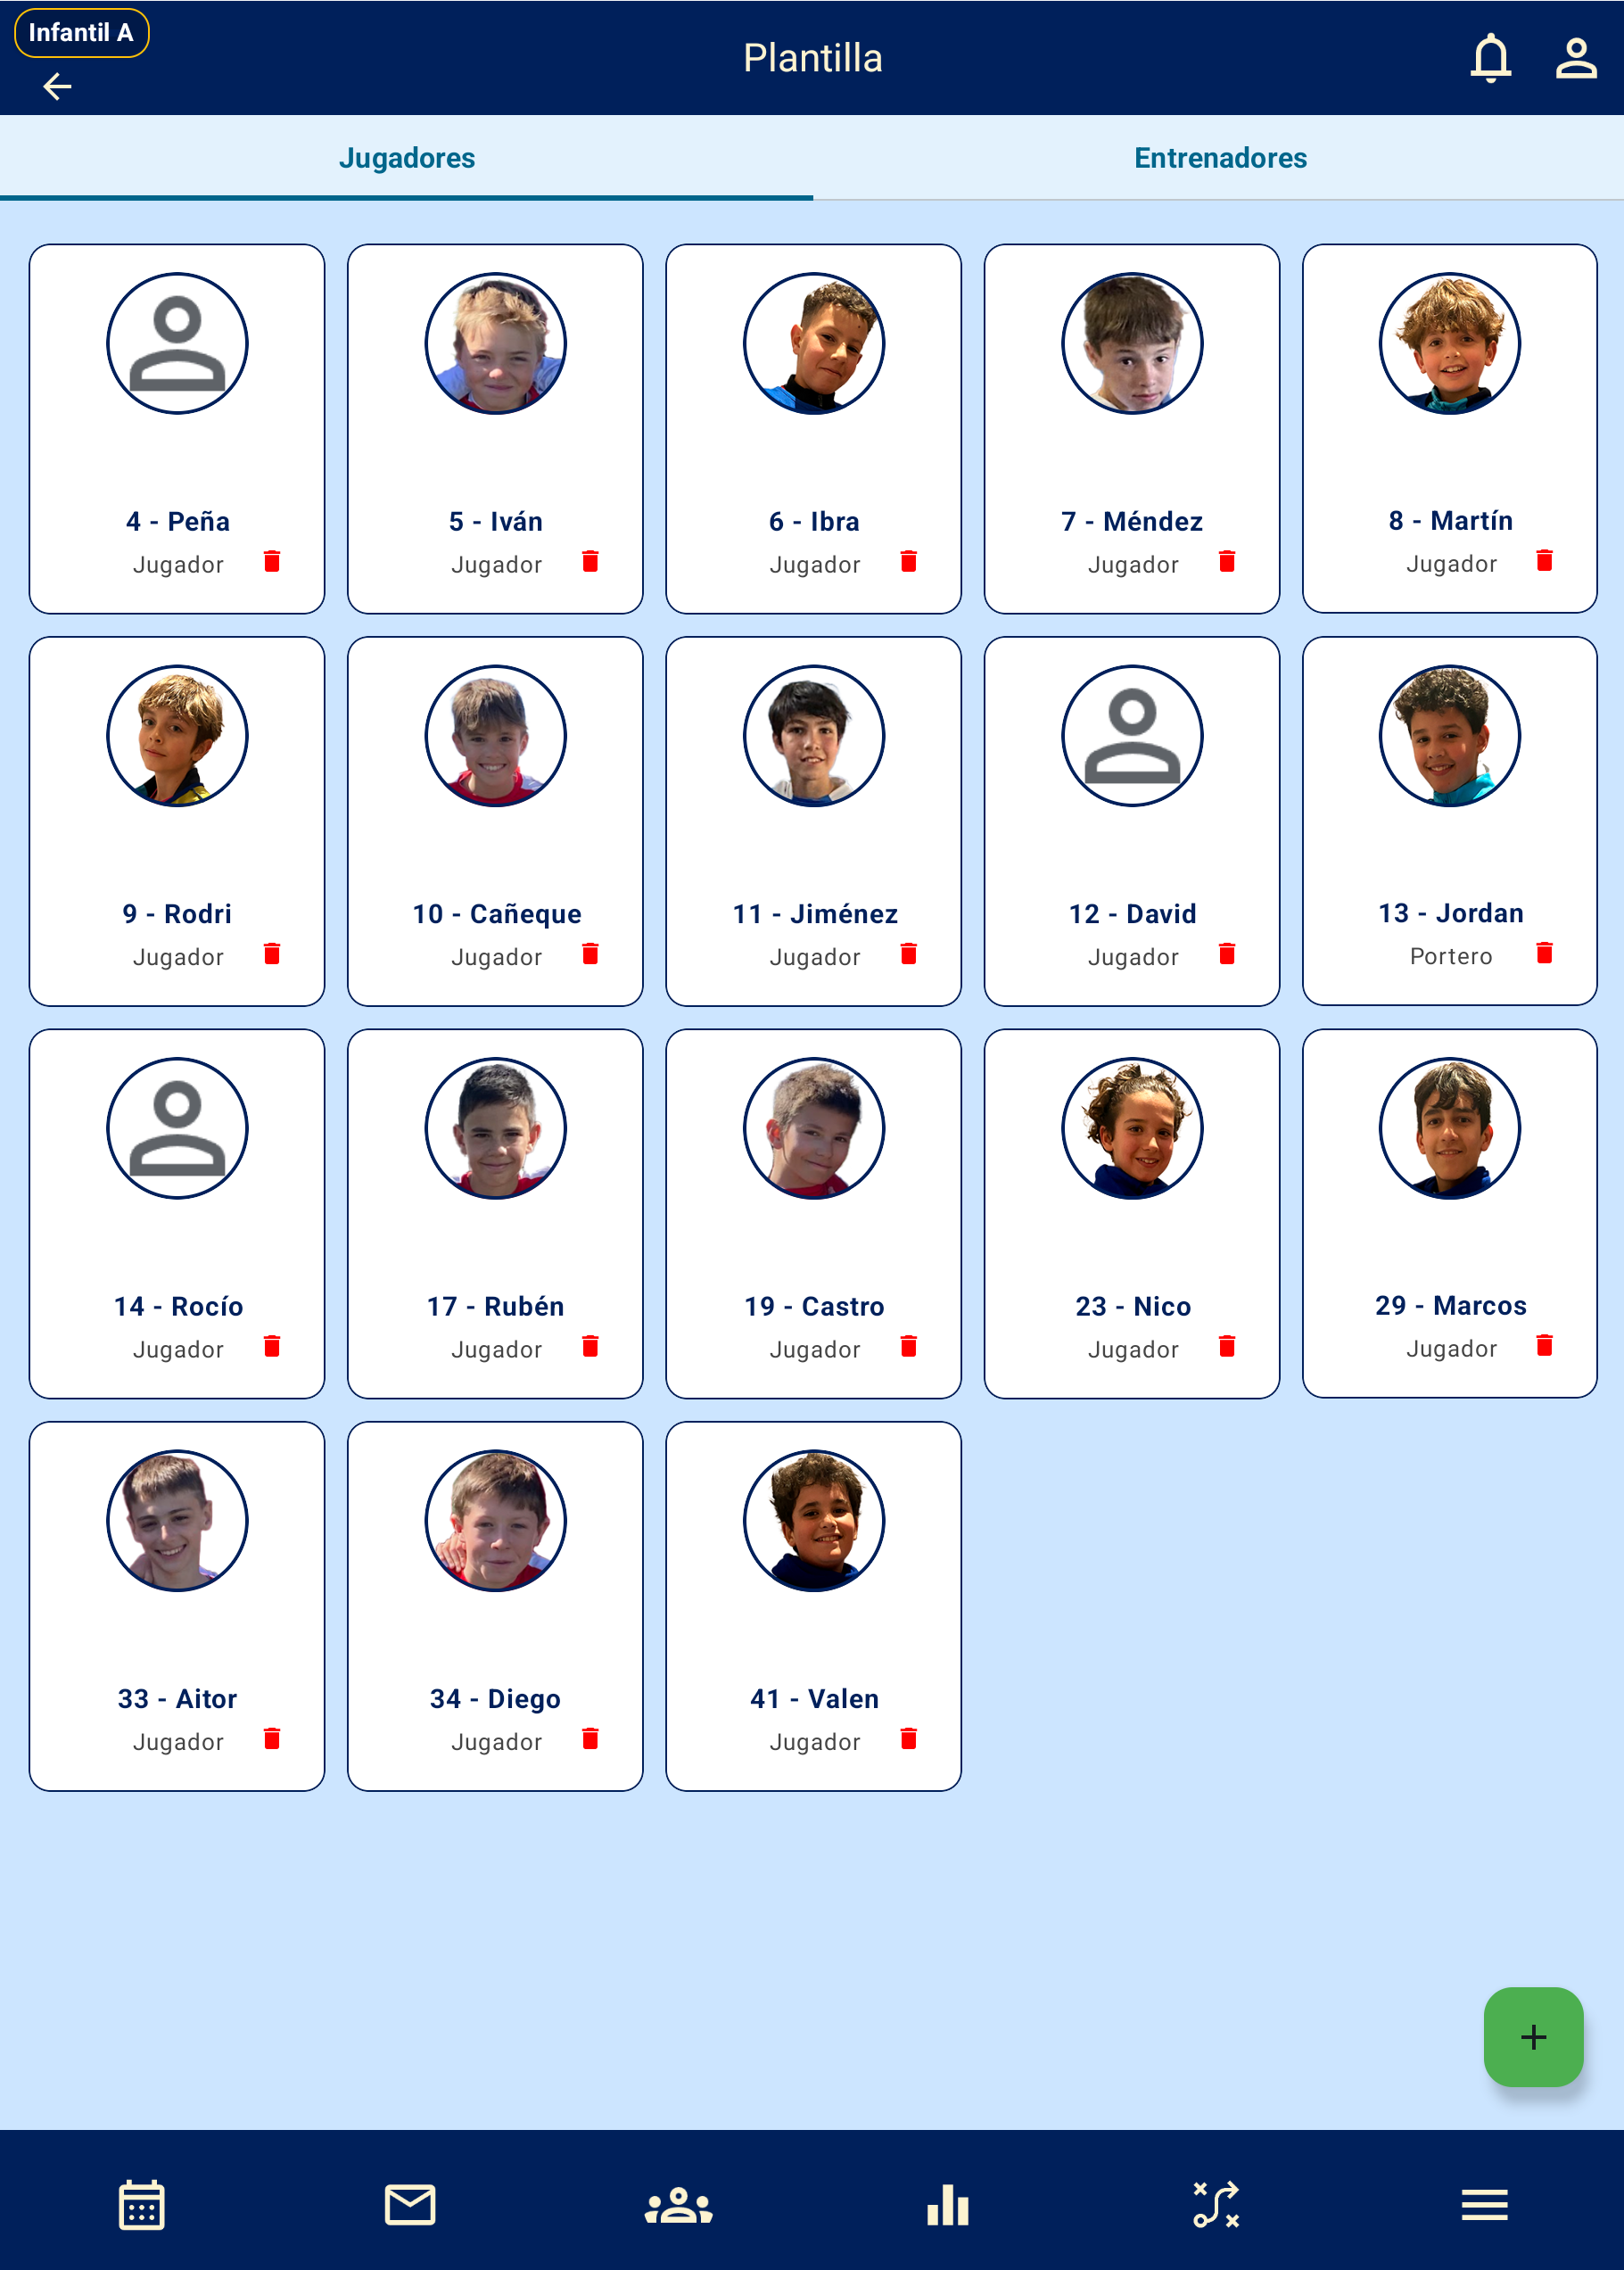 Infantil A
Plantilla
Jugadores
Entrenadores
4 - Peña
Jugador
5 - Iván
Jugador
6 - Ibra
Jugador
7 - Méndez
Jugador
8 - Martín
Jugador
9 - Rodri
Jugador
10 - Cañeque
Jugador
11 - Jiménez
Jugador
12 - David
Jugador
13 - Jordan
Portero
14 - Rocío
Jugador
17 - Rubén
Jugador
19 - Castro
Jugador
23 - Nico
Jugador
29 - Marcos
Jugador
33 - Aitor
Jugador
34 - Diego
Jugador
41 - Valen
Jugador